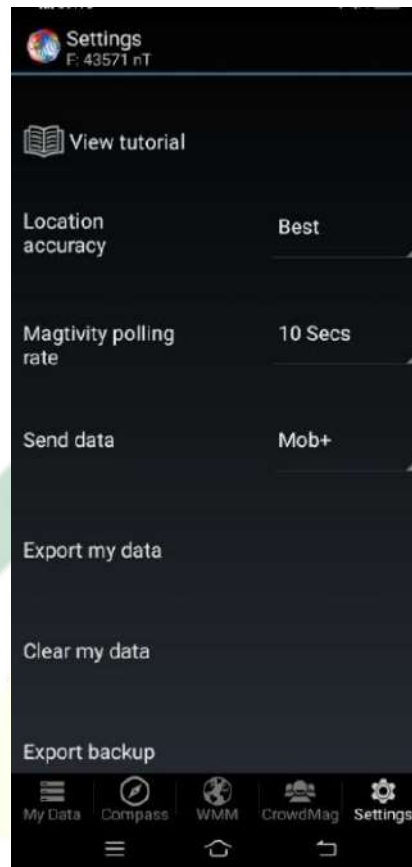 Settings
F: 43571 nT
View tutorial
Location
accuracy
Best
Magtivity polling
rate
10 Secs
Send data
Mob+
Export my data
Clear my data
Export backup
My Data
Compass
WMM
CrowdMag
Settings